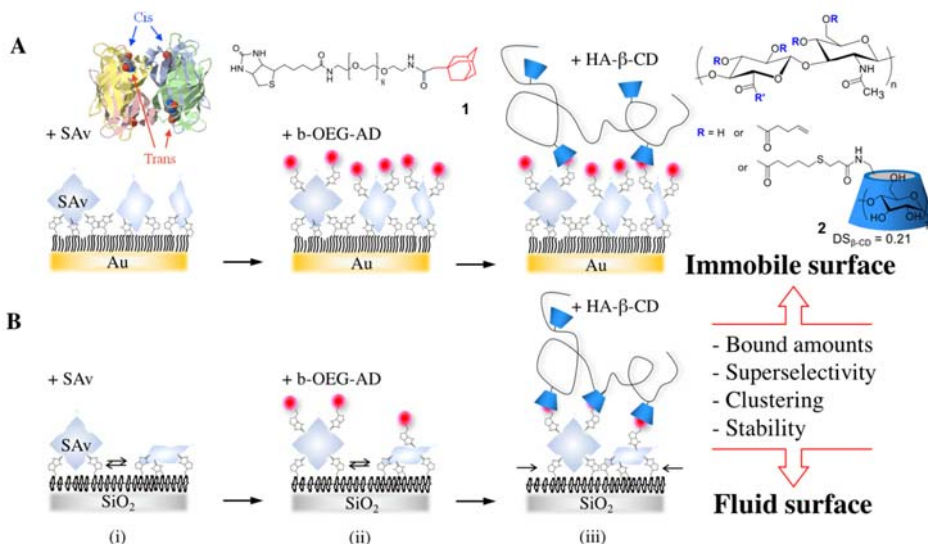 A
Cis
Trans
+ SAv
SAv
Au
1
+ b-OEG-AD
Au
+ HA-β-CD
Au
R = H or
or
2
DSβ-CD = 0.21
Immobile surface
- Bound amounts
- Superselectivity
- Clustering
- Stability
Fluid surface
B
+ SAv
SAv
SiO2
(i)
+ b-OEG-AD
SiO2
(ii)
+ HA-β-CD
SiO2
(iii)